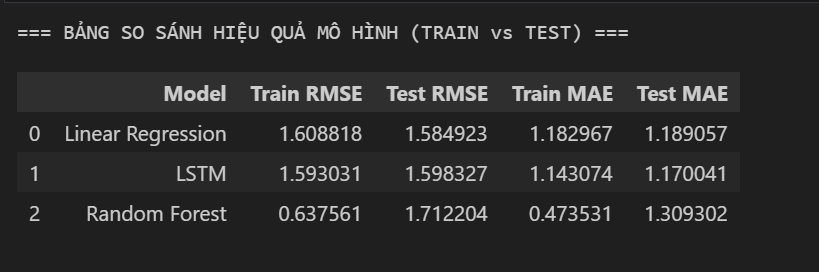 === BẢNG SO SÁNH HIỆU QUẢ MÔ HÌNH (TRAIN vs TEST) ===
Model Train RMSE Test RMSE Train MAE Test MAE
0 Linear Regression 1.608818 1.584923 1.182967 1.189057
1 LSTM 1.593031 1.598327 1.143074 1.170041
2 Random Forest 0.637561 1.712204 0.473531 1.309302